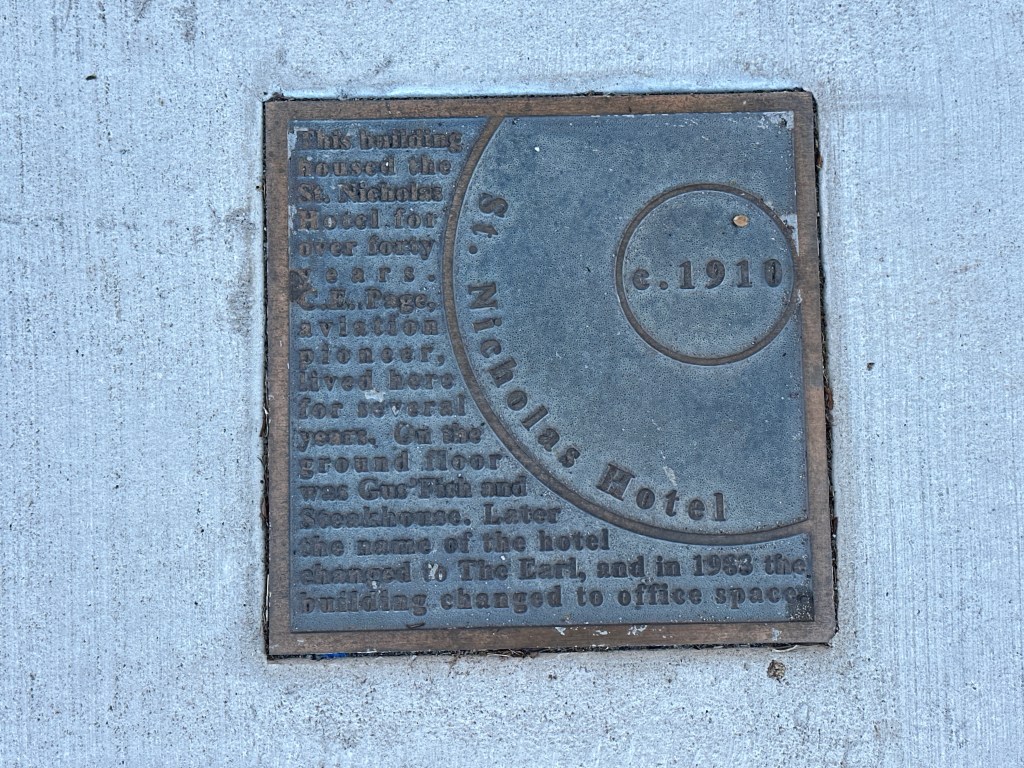 This building
housed the
St. Nicholas
Hotel for
over forty
years.
C.E. Page,
aviation
pioneer,
lived here
for several
years. On the
ground floor
was Gus' Fish and
Steakhouse. Later
the name of the hotel
changed to The Earl, and in 1983 the
building changed to office space.
St. Nicholas Hotel
c.1910